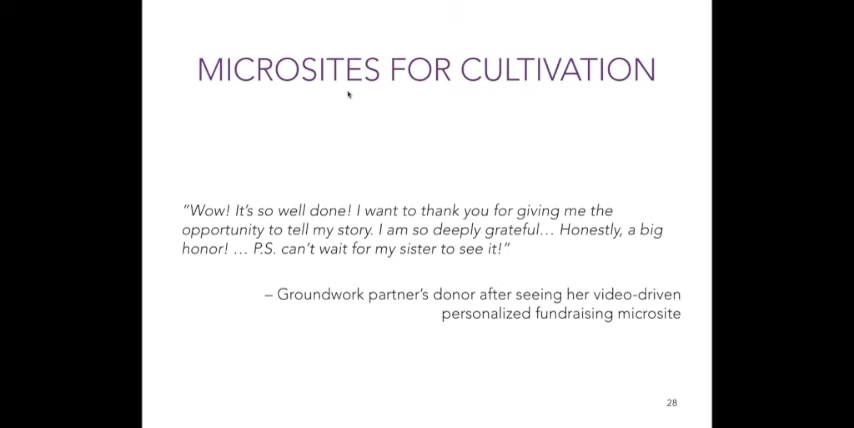 MICROSITES FOR CULTIVATION
“Wow! It’s so well done! I want to thank you for giving me the
opportunity to tell my story. I am so deeply grateful… Honestly, a big
honor! … P.S. can’t wait for my sister to see it!”
– Groundwork partner’s donor after seeing her video-driven
personalized fundraising microsite
28